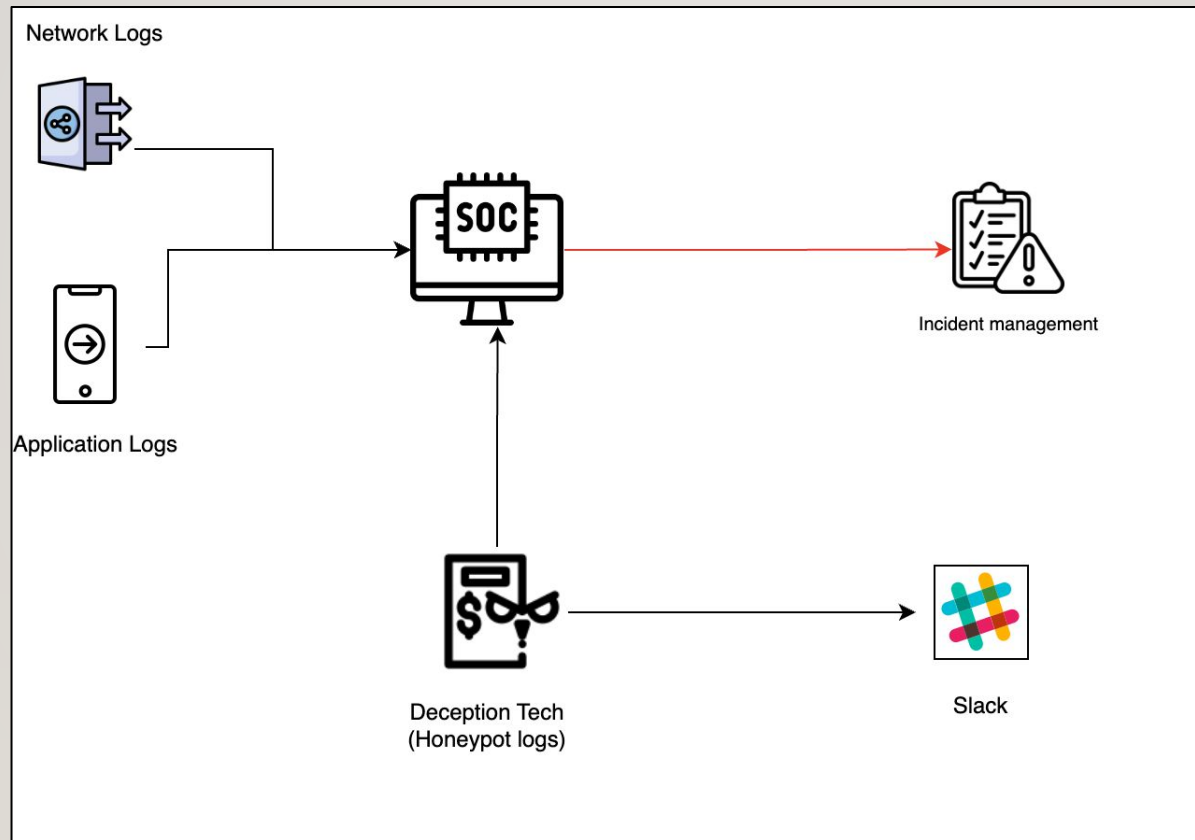 Network Logs
SOC
Incident management
Application Logs
$
Deception Tech
(Honeypot logs)
Slack